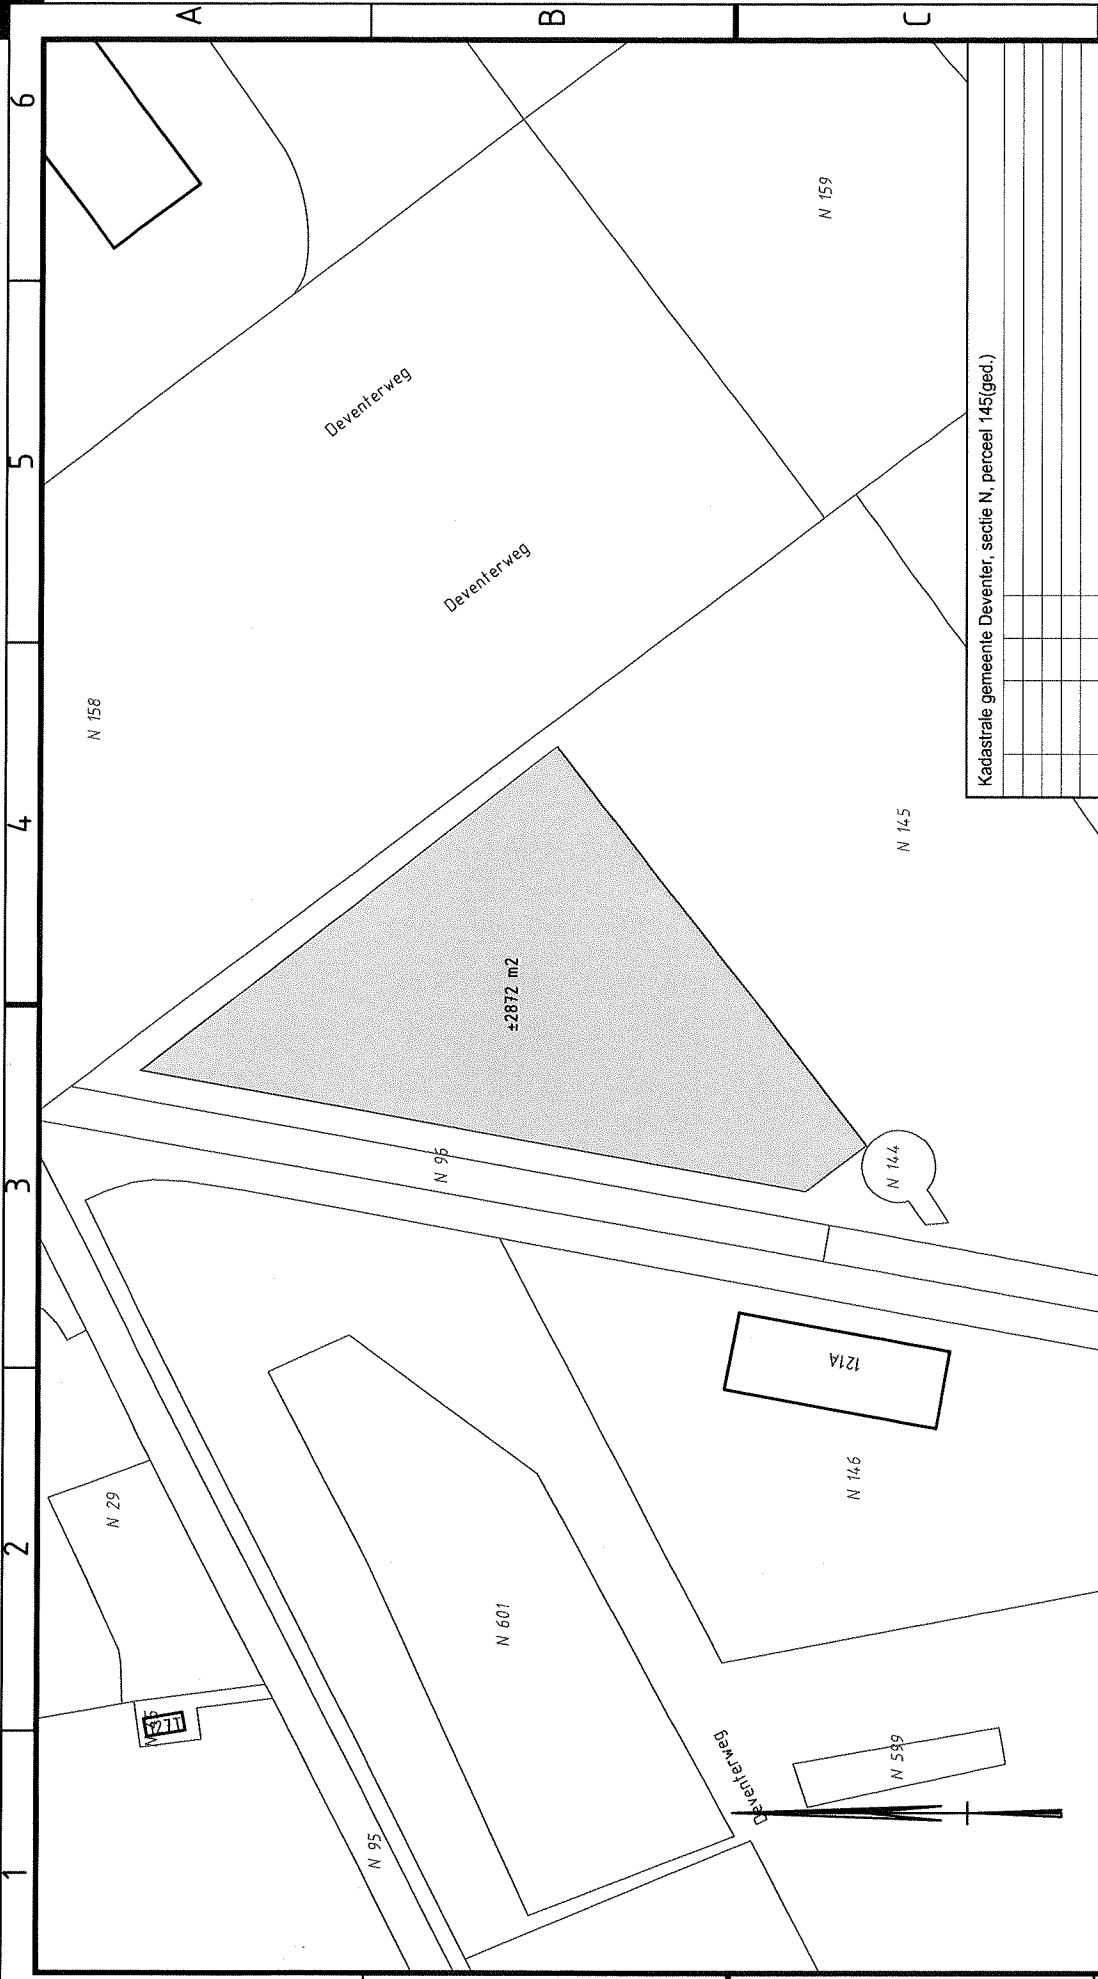 1
2
3
4
5
6
A
B
C
N 158
Deventerweg
Deventerweg
N 159
N 29
127T
N 95
N 96
±2872 m2
N 601
N 145
N 144
121A
N 146
Deventerweg
N 599
Kadastrale gemeente Deventer, sectie N, perceel 145(ged.)